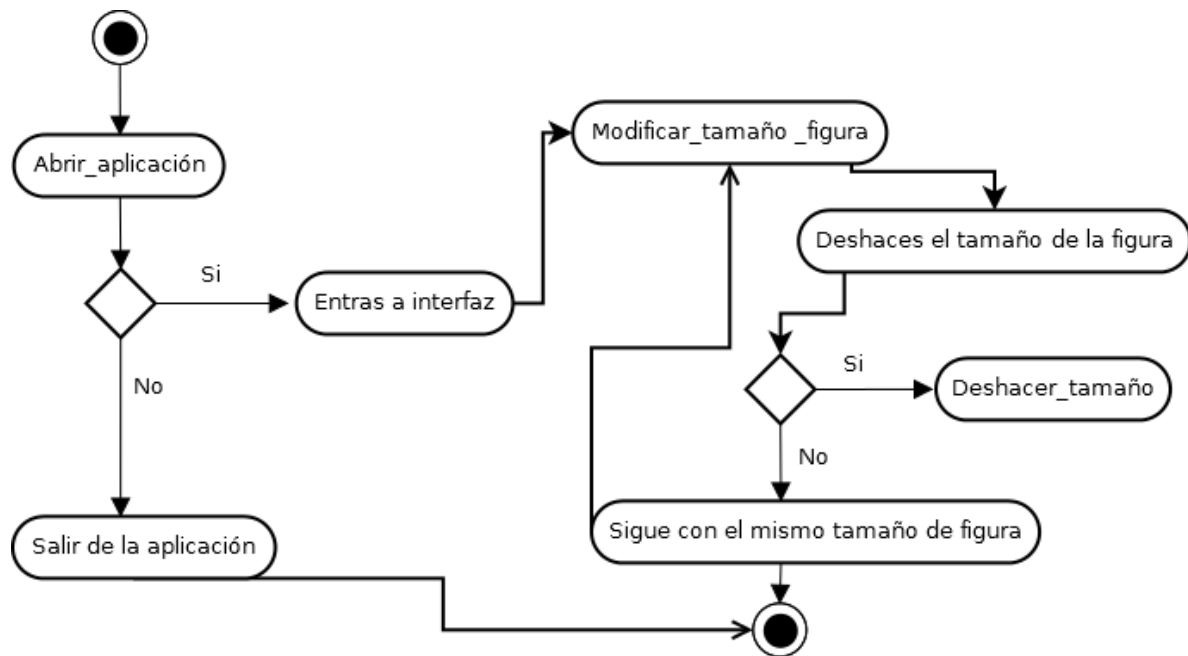 Abrir_aplicación
Modificar_tamaño _figura
Deshaces el tamaño de la figura
Si
Entras a interfaz
No
Si
Deshacer_tamaño
No
Sigue con el mismo tamaño de figura
Salir de la aplicación